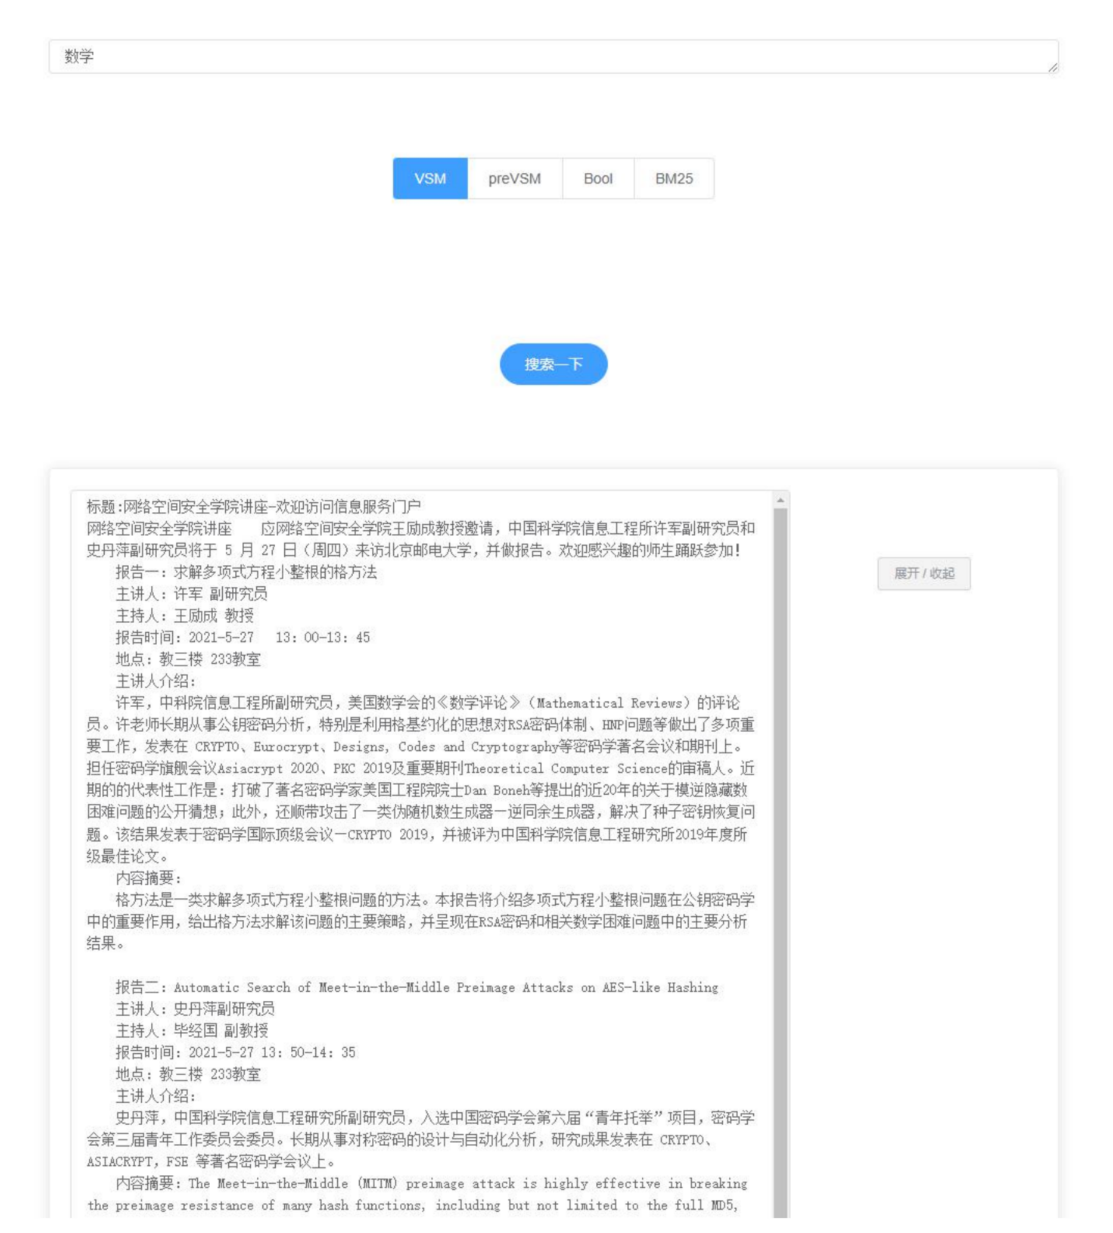 数学
VSM preVSM Bool BM25
搜索一下
标题:网络空间安全学院讲座-欢迎访问信息服务门户
网络空间安全学院讲座 应网络空间安全学院王励成教授邀请，中国科学院信息工程所许军副研究员和
史丹萍副研究员将于 5 月 27 日（周四）来访北京邮电大学，并做报告。欢迎感兴趣的师生踊跃参加！
展开 / 收起
报告一：求解多项式方程小整根的格方法
主讲人：许军 副研究员
主持人：王励成 教授
报告时间：2021-5-27 13：00-13：45
地点：教三楼 233教室
主讲人介绍：
许军，中科院信息工程所副研究员，美国数学会的《数学评论》（Mathematical Reviews）的评论
员。许老师长期从事公钥密码分析，特别是利用格基约化的思想对RSA密码体制、HNP问题等做出了多项重
要工作，发表在 CRYPTO、Eurocrypt、Designs, Codes and Cryptography等密码学著名会议和期刊上。
担任密码学旗舰会议Asiacrypt 2020、PKC 2019及重要期刊Theoretical Computer Science的审稿人。近
期的的代表性工作是：打破了著名密码学家美国工程院院士Dan Boneh等提出的近20年的关于模逆隐藏数
困难问题的公开猜想；此外，还顺带攻击了一类伪随机数生成器—逆同余生成器，解决了种子密钥恢复问
题。该结果发表于密码学国际顶级会议—CRYPTO 2019，并被评为中国科学院信息工程研究所2019年度所
级最佳论文。
内容摘要：
格方法是一类求解多项式方程小整根问题的方法。本报告将介绍多项式方程小整根问题在公钥密码学
中的重要作用，给出格方法求解该问题的主要策略，并呈现在RSA密码和相关数学困难问题中的主要分析
结果。
报告二：Automatic Search of Meet-in-the-Middle Preimage Attacks on AES-like Hashing
主讲人：史丹萍副研究员
主持人：毕经国 副教授
报告时间：2021-5-27 13：50-14：35
地点：教三楼 233教室
主讲人介绍：
史丹萍，中国科学院信息工程研究所副研究员，入选中国密码学会第六届“青年托举”项目，密码学
会第三届青年工作委员会委员。长期从事对称密码的设计与自动化分析，研究成果发表在 CRYPTO、
ASIACRYPT, FSE 等著名密码学会议上。
内容摘要：The Meet-in-the-Middle (MITM) preimage attack is highly effective in breaking
the preimage resistance of many hash functions, including but not limited to the full MD5,